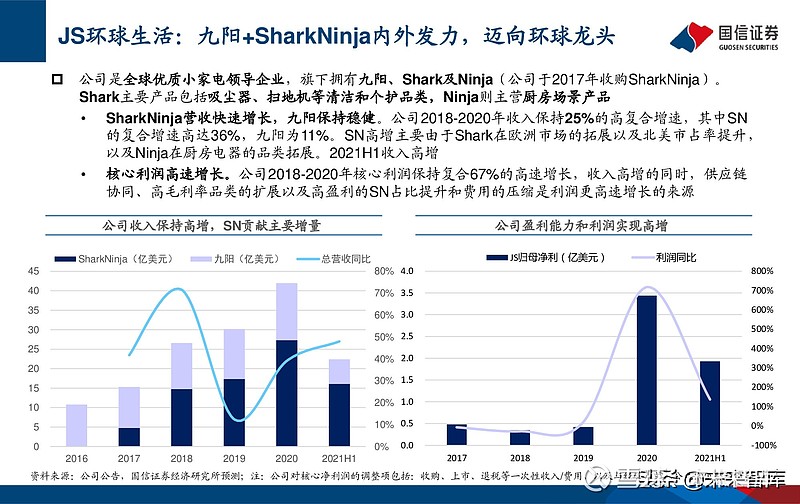 JS环球生活：九阳+SharkNinja内外发力，迈向环球龙头
国信证券
GUOSEN SECURITIES
公司是全球优质小家电领导企业，旗下拥有九阳、Shark及Ninja（公司于2017年收购SharkNinja）。
Shark主要产品包括吸尘器、扫地机等清洁和个护品类，Ninja则主营厨房场景产品
• SharkNinja营收快速增长，九阳保持稳健。公司2018-2020年收入保持25%的高复合增速，其中SN
的复合增速高达36%，九阳为11%。SN高增主要由于Shark在欧洲市场的拓展以及北美市占率提升，
以及Ninja在厨房电器的品类拓展。2021H1收入高增
• 核心利润高速增长。公司2018-2020年核心利润保持复合67%的高速增长，收入高增的同时，供应链
协同、高毛利率品类的扩展以及高盈利的SN占比提升和费用的压缩是利润更高速增长的来源
公司收入保持高增，SN贡献主要增量
SharkNinja（亿美元） 九阳（亿美元） 总营收同比
45 40 35 30 25 20 15 10 5 0
80% 70% 60% 50% 40% 30% 20% 10% 0%
2016 2017 2018 2019 2020 2021H1
公司盈利能力和利润实现高增
JS归母净利（亿美元） 利润同比
4.0 3.5 3.0 2.5 2.0 1.5 1.0 0.5 0.0
800% 700% 600% 500% 400% 300% 200% 100% 0% -100%
2017 2018 2019 2020 2021H1
资料来源：公司公告，国信证券经济研究所预测；注：公司对核心净利润的调整项包括：收购、上市、退税等一次性收入/费用
头条@未来智库